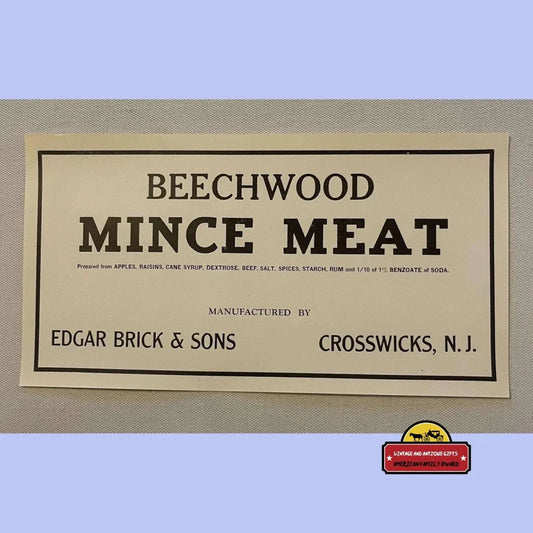 BEECHWOOD
MINCE MEAT
Prepared from APPLES, RAISINS, CANE SYRUP, DEXTROSE, BEEF, SALT, SPICES, STARCH, RUM and 1/10 of 1% BENZOATE of SODA.
MANUFACTURED BY
EDGAR BRICK & SONS CROSSWICKS, N. J.
VINTAGE AND ANTIQUE GIFTS
AMERICAN FAMILY OWNED